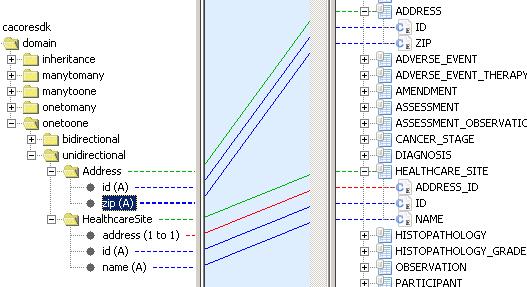 cacoresdk
domain
inheritance
manytomany
manytoone
onetomany
onetoone
bidirectional
unidirectional
Address
id (A)
zip (A)
HealthcareSite
address (1 to 1)
id (A)
name (A)
ADDRESS
ID
ZIP
ADVERSE_EVENT
ADVERSE_EVENT_THERAPY
AMENDMENT
ASSESSMENT
ASSESSMENT_OBSERVATIO
CANCER_STAGE
DIAGNOSIS
HEALTHCARE_SITE
ADDRESS_ID
ID
NAME
HISTOPATHOLOGY
HISTOPATHOLOGY_GRADE
OBSERVATION
PARTICIPANT